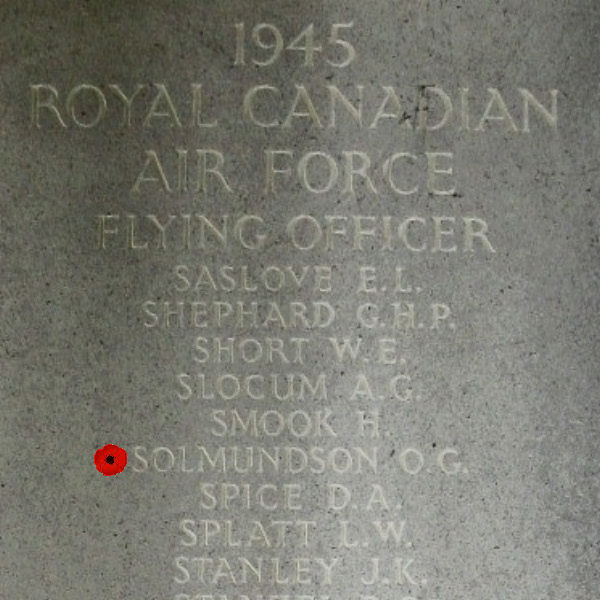 1945
ROYAL CANADIAN
AIR FORCE
FLYING OFFICER
SASLOVE E.L.
SHEPHARD G.H.P.
SHORT W.E.
SLOCUM A.G.
SMOOK H.
SOLMUNDSON O.G.
SPICE D.A.
SPLATT L.W.
STANLEY J.K.